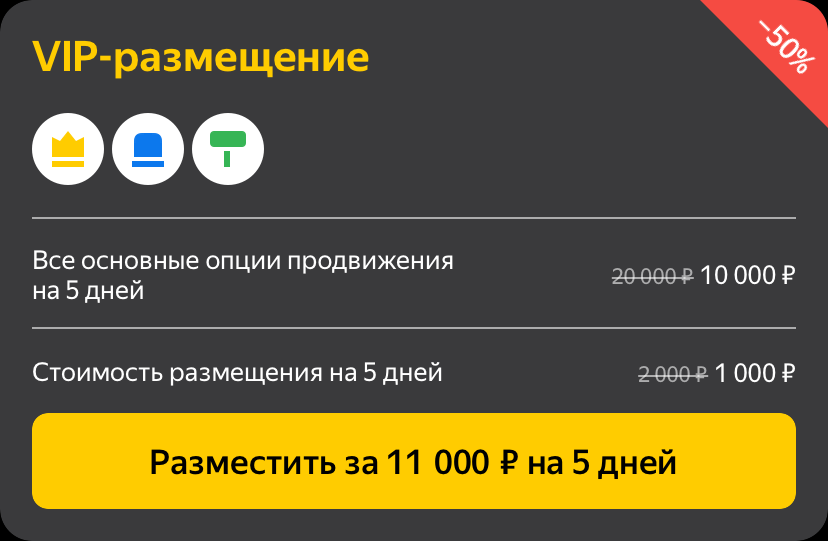 VIP-размещение
–50%
Все основные опции продвижения
на 5 дней
20 000 ₽ 10 000 ₽
Стоимость размещения на 5 дней
2 000 ₽ 1 000 ₽
Разместить за 11 000 ₽ на 5 дней